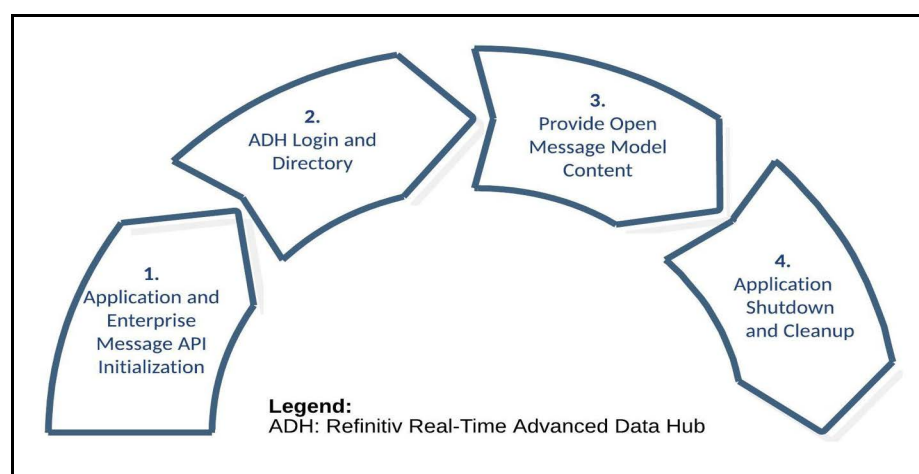 1.
Application and
Enterprise
Message API
Initialization
2.
ADH Login and
Directory
3.
Provide Open
Message Model
Content
4.
Application
Shutdown
and Cleanup
Legend:
ADH: Refinitiv Real-Time Advanced Data Hub